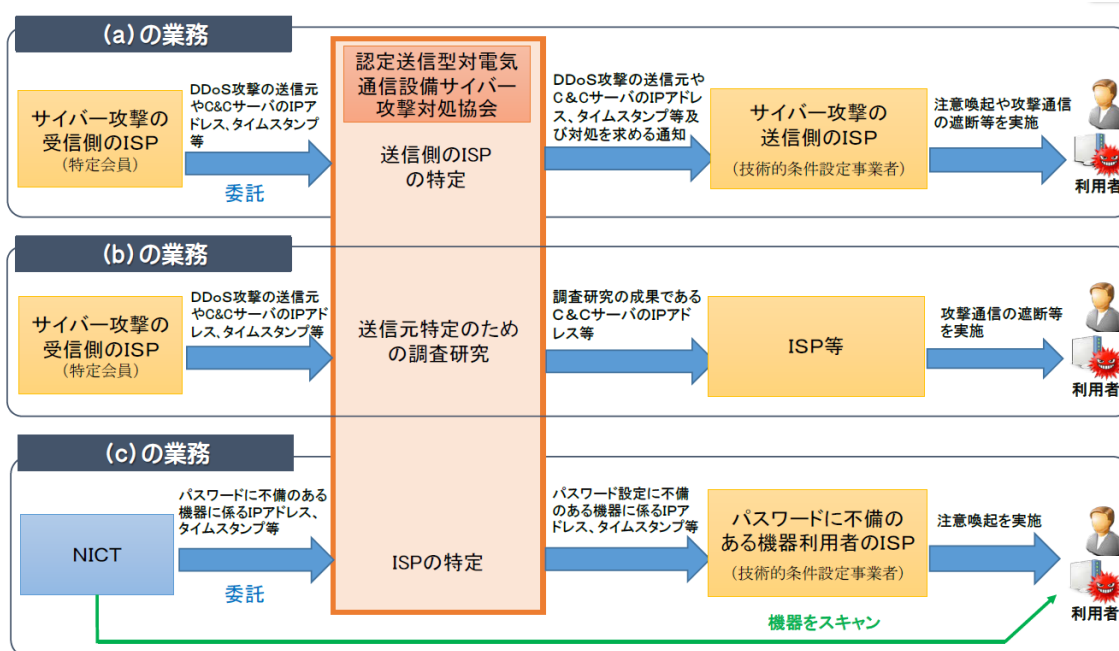 (a)の業務
サイバー攻撃の
受信側のISP
(特定会員)
DDoS攻撃の送信元
やC&CサーバのIPア
ドレス、タイムスタンプ
等
委託
認定送信型対電気
通信設備サイバー
攻撃対処協会
送信側のISP
の特定
DDoS攻撃の送信元や
C&CサーバのIPアドレ
ス、タイムスタンプ等及
び対処を求める通知
サイバー攻撃の
送信側のISP
(技術的条件設定事業者)
注意喚起や攻撃通信
の遮断等を実施
利用者
(b)の業務
サイバー攻撃の
受信側のISP
(特定会員)
DDoS攻撃の送信元
やC&CサーバのIPアド
レス、タイムスタンプ等
送信元特定のため
の調査研究
調査研究の成果である
C&CサーバのIPアド
レス等
ISP等
攻撃通信の遮断等
を実施
利用者
(c)の業務
NICT
パスワードに不備のある
機器に係るIPアドレス、
タイムスタンプ等
委託
ISPの特定
パスワード設定に不備
のある機器に係るIPア
ドレス、タイムスタンプ等
パスワードに不備の
ある機器利用者のISP
(技術的条件設定事業者)
注意喚起を実施
利用者
機器をスキャン